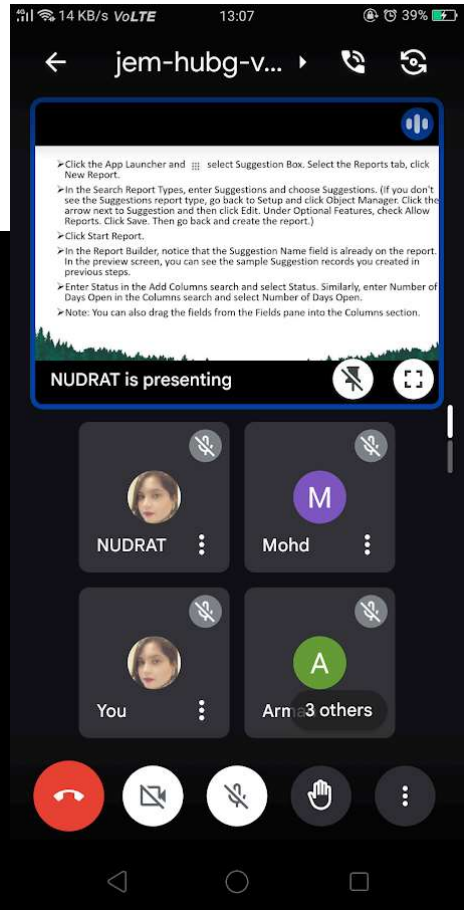 4G 14 KB/s VoLTE 13:07 39%
jem-hubg-v...
➢Click the App Launcher and select Suggestion Box. Select the Reports tab, click
New Report.
➢In the Search Report Types, enter Suggestions and choose Suggestions. (If you don't
see the Suggestions report type, go back to Setup and click Object Manager. Click the
arrow next to Suggestion and then click Edit. Under Optional Features, check Allow
Reports. Click Save. Then go back and create the report.)
➢Click Start Report.
➢In the Report Builder, notice that the Suggestion Name field is already on the report.
In the preview screen, you can see the sample Suggestion records you created in
previous steps.
➢Enter Status in the Add Columns search and select Status. Similarly, enter Number of
Days Open in the Columns search and select Number of Days Open.
➢Note: You can also drag the fields from the Fields pane into the Columns section.
NUDRAT is presenting
NUDRAT
M
Mohd
You
A
3 others